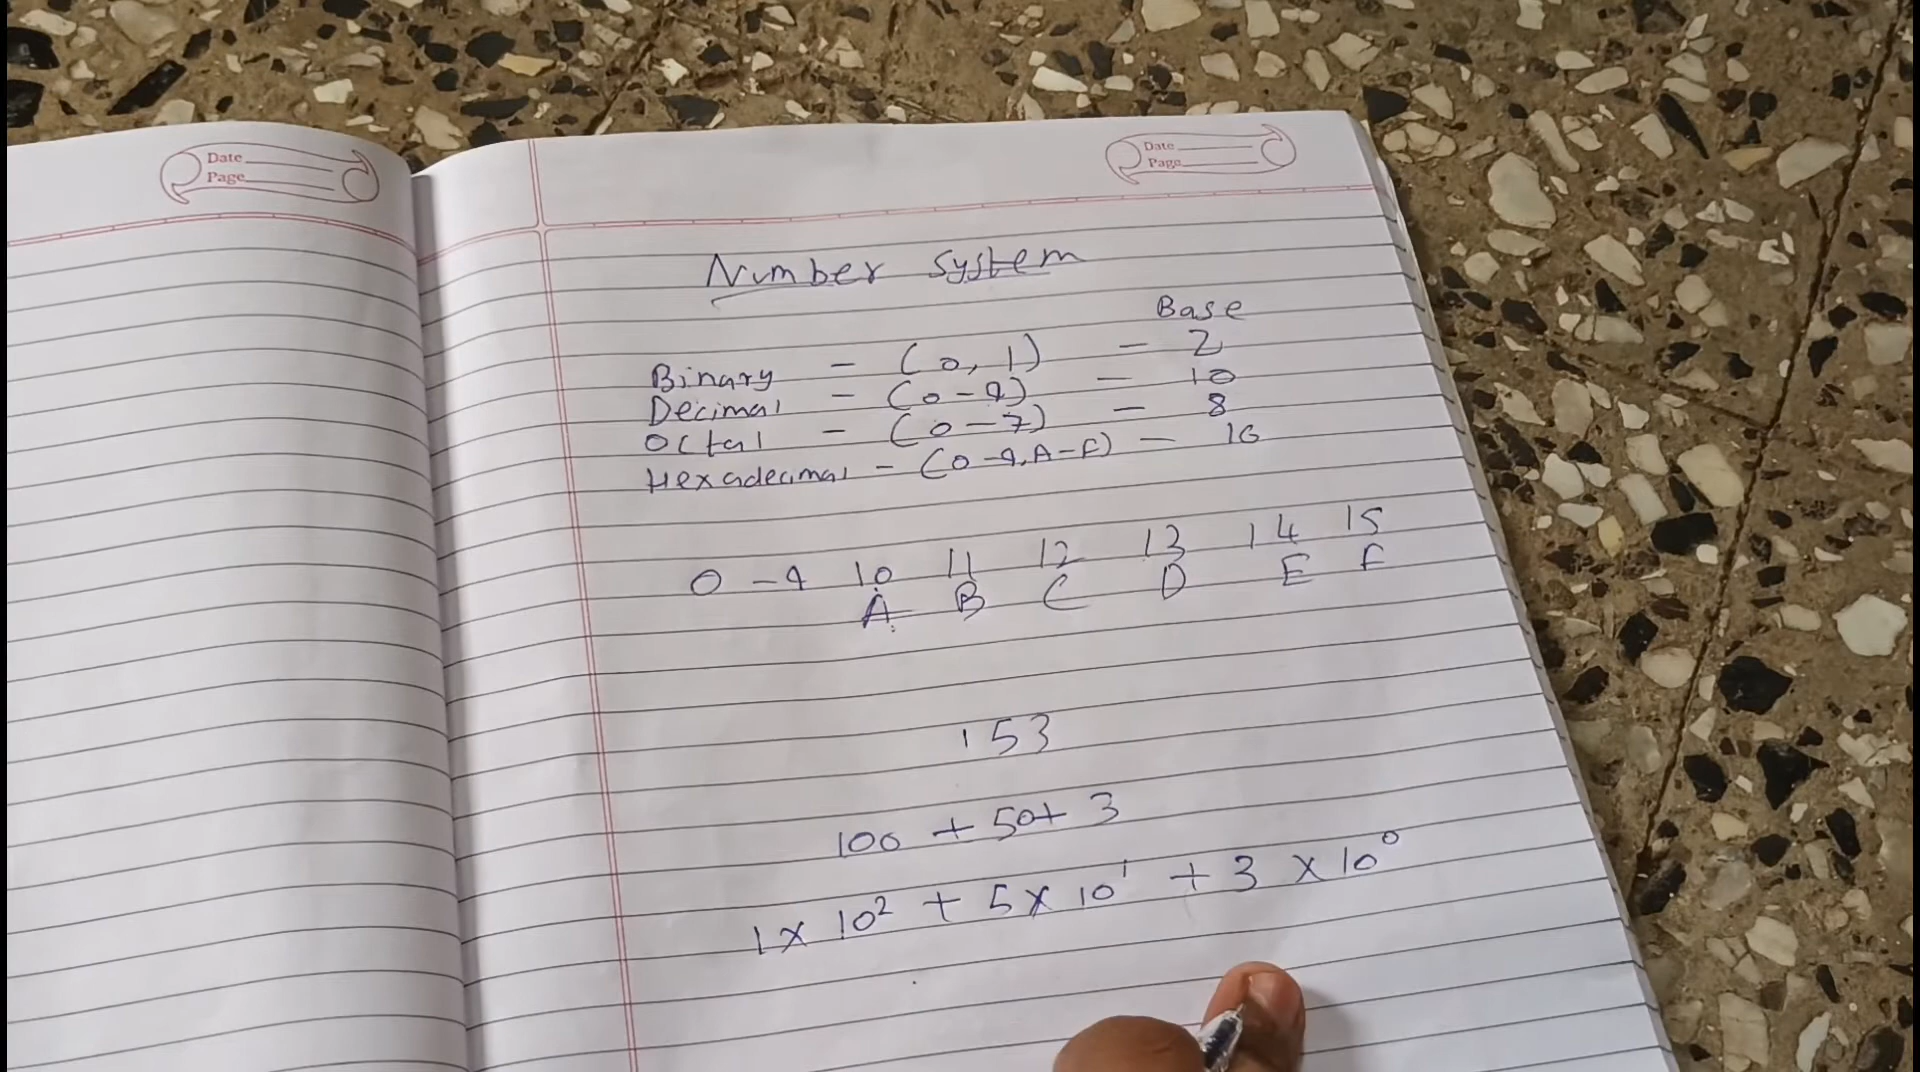 Date
Page
Date
Page
Number System
Base
Binary - (0, 1) - 2
Decimal - (0-9) - 10
Octal - (0-7) - 8
Hexadecimal - (0-9, A-F) - 16
0 - 9 10 11 12 13 14 15
A B C D E F
153
100 + 50 + 3
1 × 10² + 5 × 10¹ + 3 × 10⁰